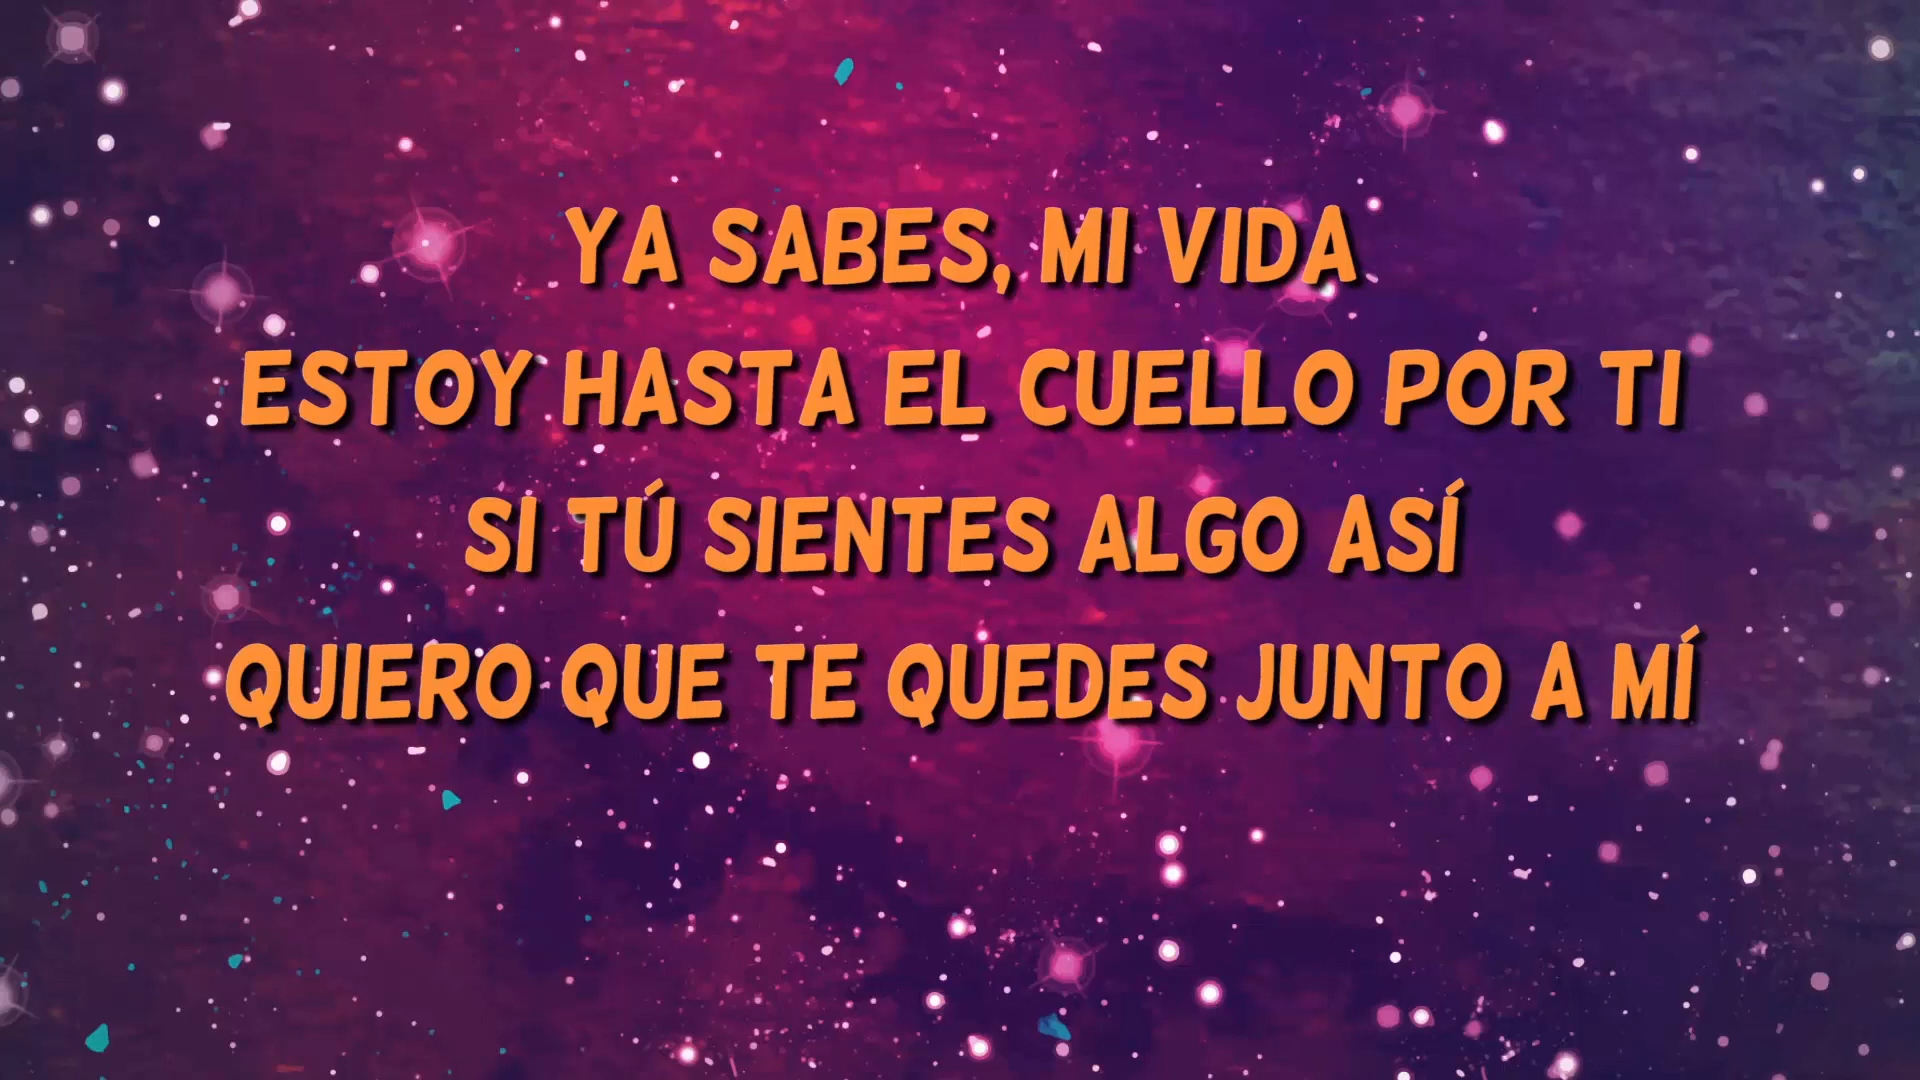 YA SABES, MI VIDA
ESTOY HASTA EL CUELLO POR TI
SI TÚ SIENTES ALGO ASÍ
QUIERO QUE TE QUEDES JUNTO A MÍ